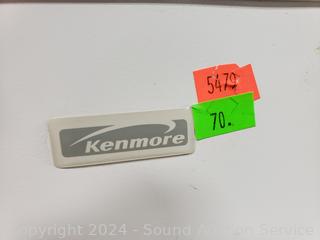 5479
70.
Kenmore
Copyright 2024 - Sound Auction Service